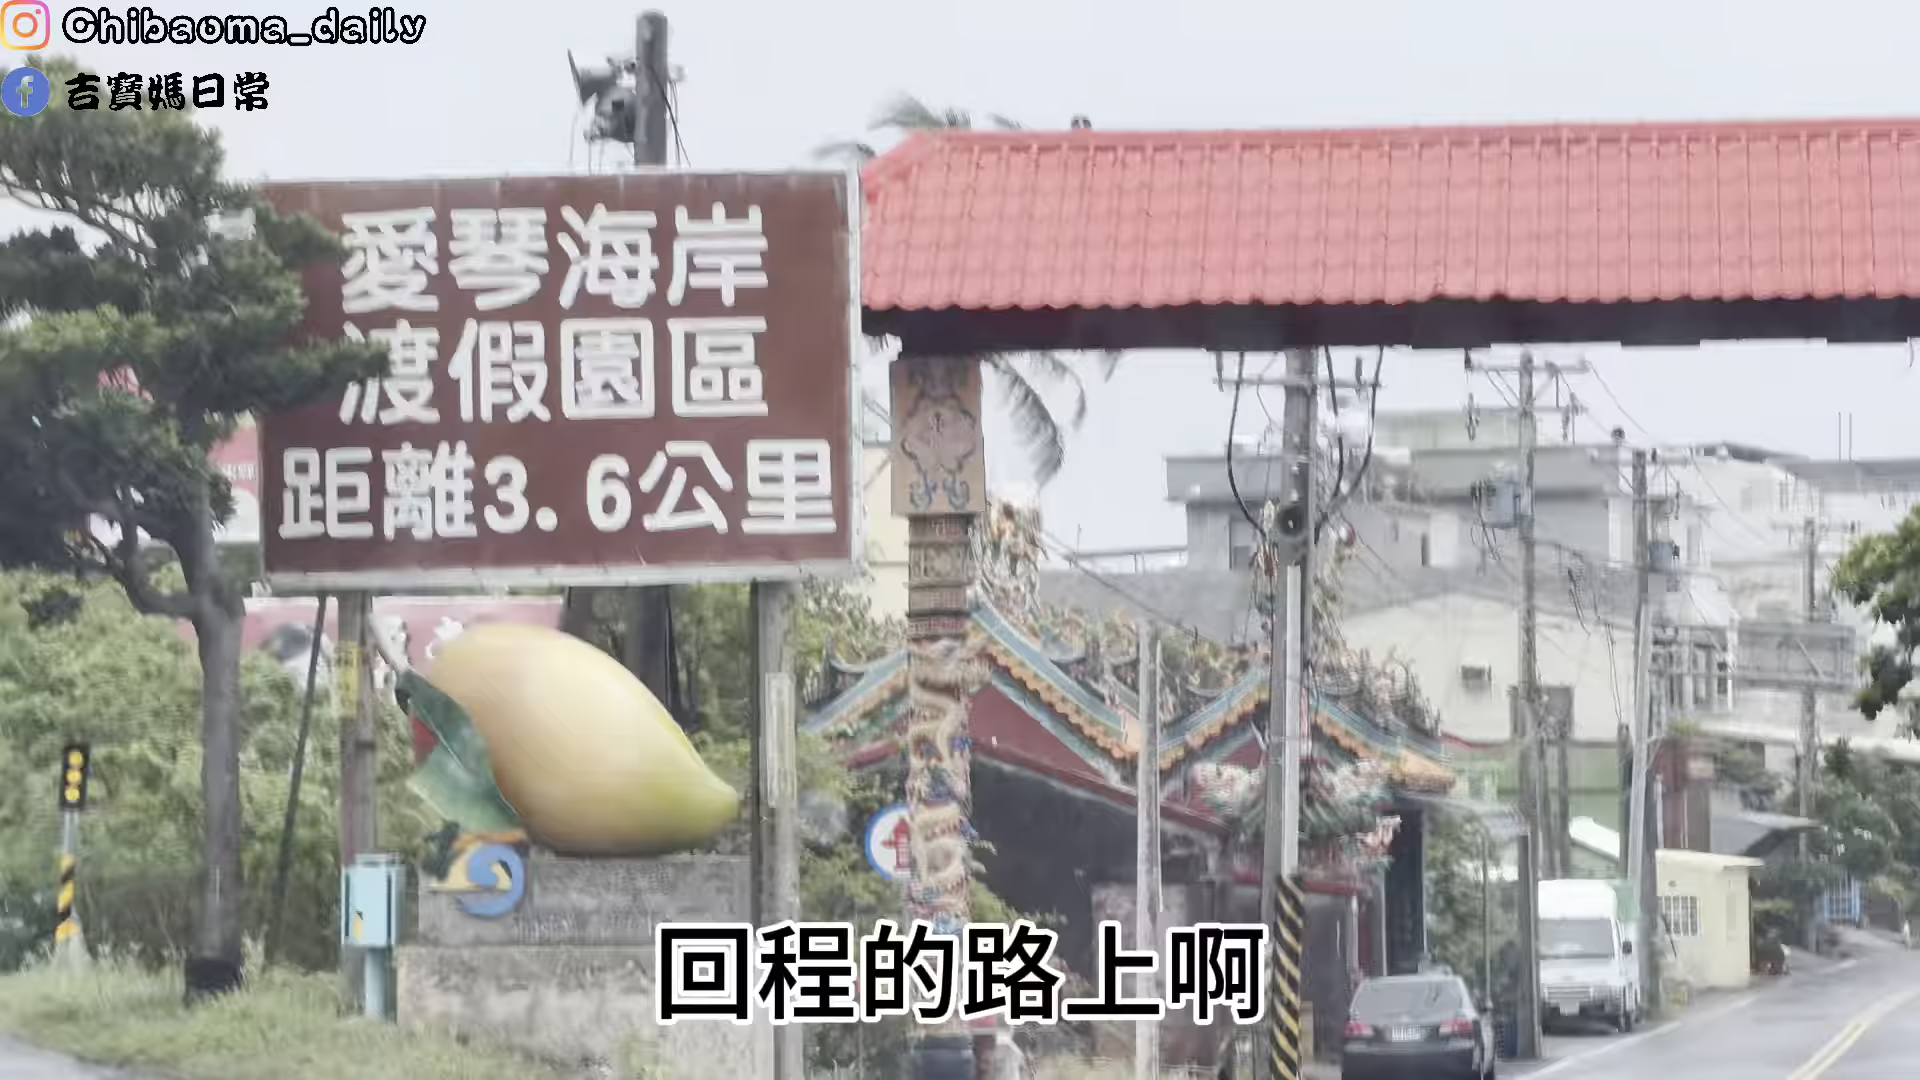 Chibaoma_daily
吉寶媽日常
愛琴海岸
渡假園區
距離3.6公里
回程的路上啊